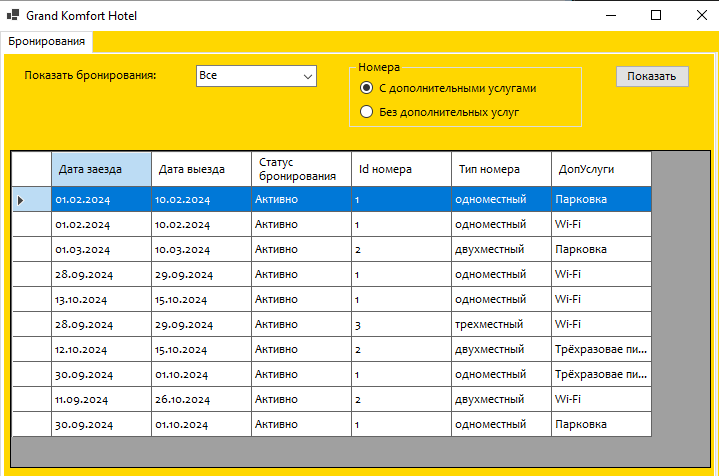 Grand Komfort Hotel
Бронирования
Показать бронирования:
Все
Номера
С дополнительными услугами
Без дополнительных услуг
Показать
Дата заезда Дата выезда Статус бронирования Id номера Тип номера ДопУслуги
01.02.2024 10.02.2024 Активно 1 одноместный Парковка
01.02.2024 10.02.2024 Активно 1 одноместный Wi-Fi
01.03.2024 10.03.2024 Активно 2 двухместный Парковка
28.09.2024 29.09.2024 Активно 1 одноместный Wi-Fi
13.10.2024 15.10.2024 Активно 1 одноместный Wi-Fi
28.09.2024 29.09.2024 Активно 3 трехместный Wi-Fi
12.10.2024 15.10.2024 Активно 2 двухместный Трёхразовое пи...
30.09.2024 01.10.2024 Активно 1 одноместный Трёхразовое пи...
11.09.2024 26.10.2024 Активно 2 двухместный Wi-Fi
30.09.2024 01.10.2024 Активно 1 одноместный Парковка